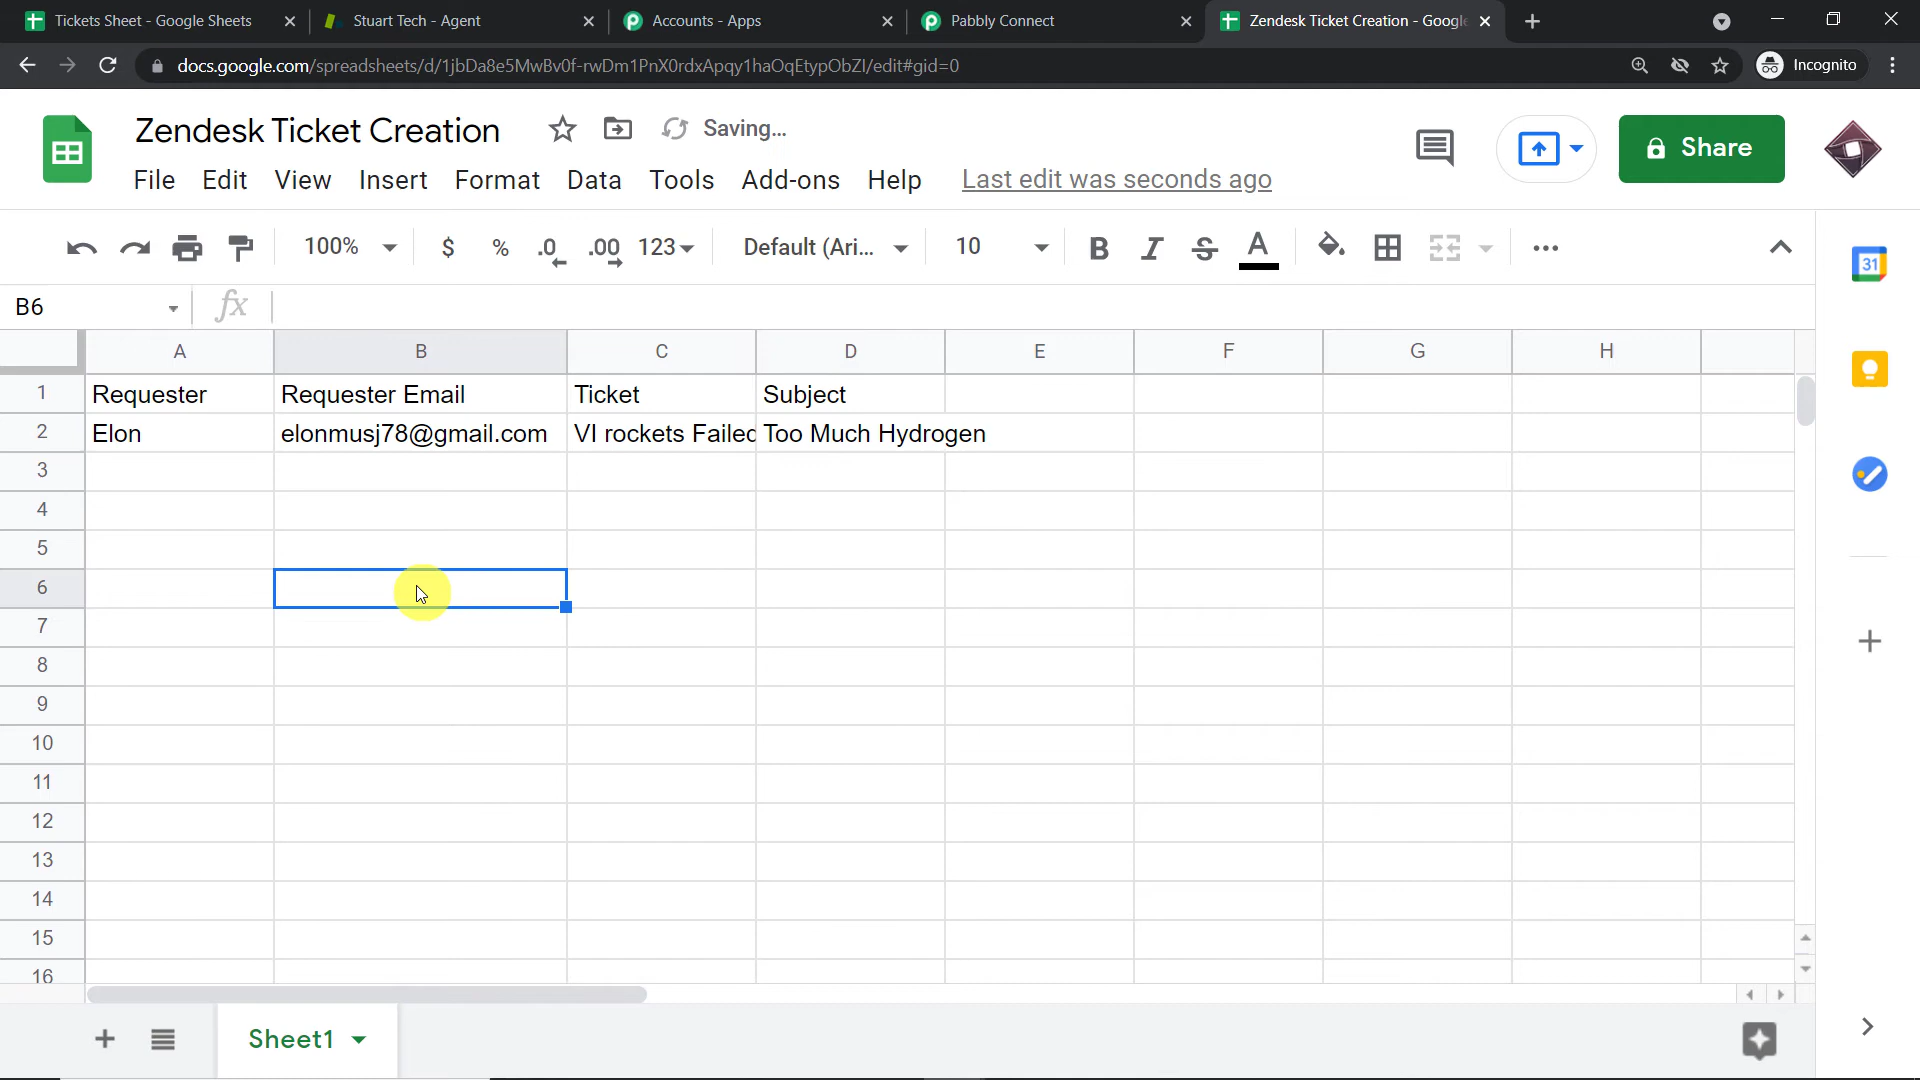 Tickets Sheet - Google Sheets
Stuart Tech - Agent
Accounts - Apps
Pabbly Connect
Zendesk Ticket Creation - Google
docs.google.com/spreadsheets/d/1jbDa8e5MwBv0f-rwDm1PnX0rdxApqy1haOqEtypObZI/edit#gid=0
Incognito
Zendesk Ticket Creation
Saving...
File Edit View Insert Format Data Tools Add-ons Help Last edit was seconds ago
Share
100% $ % .0 .00 123 Default (Ari... 10 B I S A
31
B6 fx
A B C D E F G H
1 Requester Requester Email Ticket Subject
2 Elon elonmusj78@gmail.com VI rockets Failed Too Much Hydrogen
3
4
5
6
7
8
9
10
11
12
13
14
15
16
Sheet1